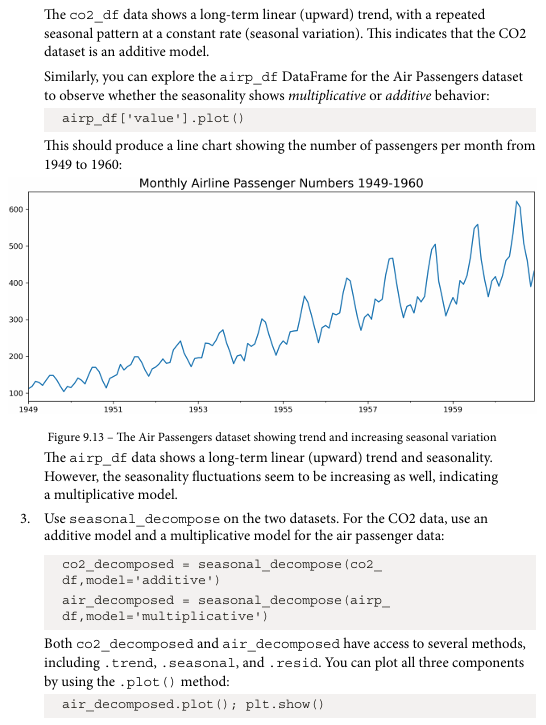 The co2_df data shows a long-term linear (upward) trend, with a repeated
seasonal pattern at a constant rate (seasonal variation). This indicates that the CO2
dataset is an additive model.
Similarly, you can explore the airp_df DataFrame for the Air Passengers dataset
to observe whether the seasonality shows multiplicative or additive behavior:
airp_df['value'].plot()
This should produce a line chart showing the number of passengers per month from
1949 to 1960:
Monthly Airline Passenger Numbers 1949-1960
600
500
400
300
200
100
1949 1951 1953 1955 1957 1959
Figure 9.13 – The Air Passengers dataset showing trend and increasing seasonal variation
The airp_df data shows a long-term linear (upward) trend and seasonality.
However, the seasonality fluctuations seem to be increasing as well, indicating
a multiplicative model.
3. Use seasonal_decompose on the two datasets. For the CO2 data, use an
additive model and a multiplicative model for the air passenger data:
co2_decomposed = seasonal_decompose(co2_
df,model='additive')
air_decomposed = seasonal_decompose(airp_
df,model='multiplicative')
Both co2_decomposed and air_decomposed have access to several methods,
including .trend, .seasonal, and .resid. You can plot all three components
by using the .plot() method:
air_decomposed.plot(); plt.show()